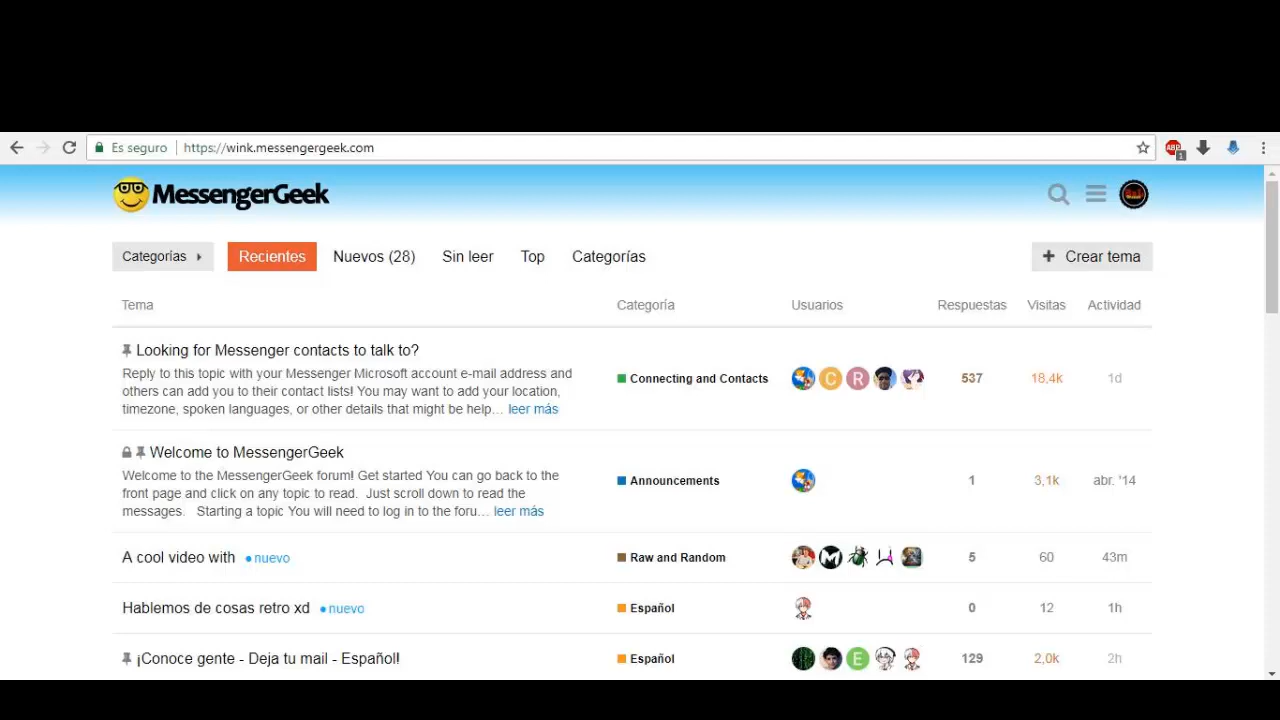 Es seguro https://wink.messengergeek.com
ABP 1
MessengerGeek
Categorías Recientes Nuevos (28) Sin leer Top Categorías + Crear tema
Tema Categoría Usuarios Respuestas Visitas Actividad
Looking for Messenger contacts to talk to?
Reply to this topic with your Messenger Microsoft account e-mail address and
others can add you to their contact lists! You may want to add your location,
timezone, spoken languages, or other details that might be help… leer más
Connecting and Contacts C R 537 18,4k 1d
Welcome to MessengerGeek
Welcome to the MessengerGeek forum! Get started You can go back to the
front page and click on any topic to read. Just scroll down to read the
messages. Starting a topic You will need to log in to the foru… leer más
Announcements 1 3,1k abr. '14
A cool video with nuevo Raw and Random M 5 60 43m
Hablemos de cosas retro xd nuevo Español 0 12 1h
¡Conoce gente - Deja tu mail - Español! Español E 129 2,0k 2h